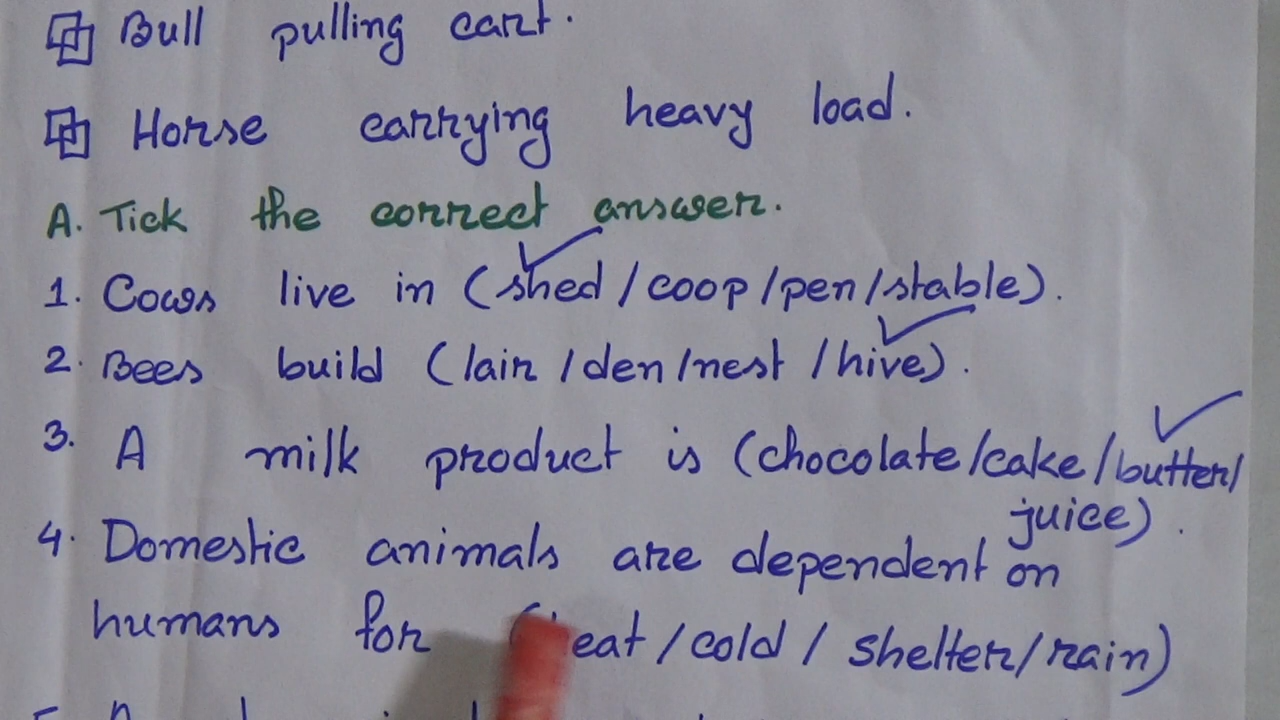 Bull pulling cart.
Horse carrying heavy load.
A. Tick the correct answer.
1. Cows live in (shed/coop/pen/stable).
2. Bees build (lair/den/nest/hive).
3. A milk product is (chocolate/cake/butter/
juice).
4. Domestic animals are dependent on
humans for /cold/shelter/rain)